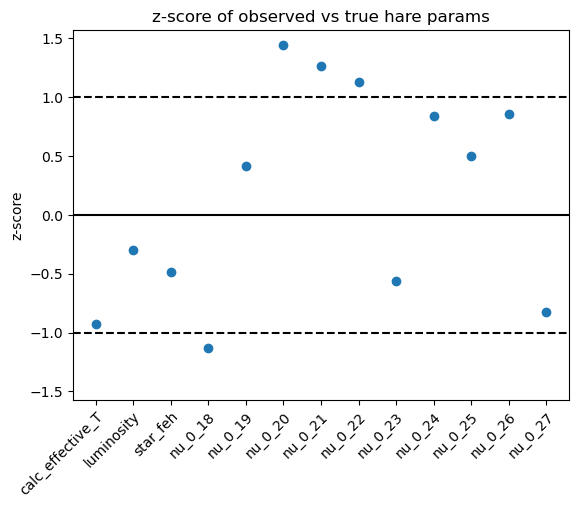 z-score of observed vs true hare params
z-score
1.5
1.0
0.5
0.0
−0.5
−1.0
−1.5
calc_effective_T
luminosity
star_feh
nu_0_18
nu_0_19
nu_0_20
nu_0_21
nu_0_22
nu_0_23
nu_0_24
nu_0_25
nu_0_26
nu_0_27